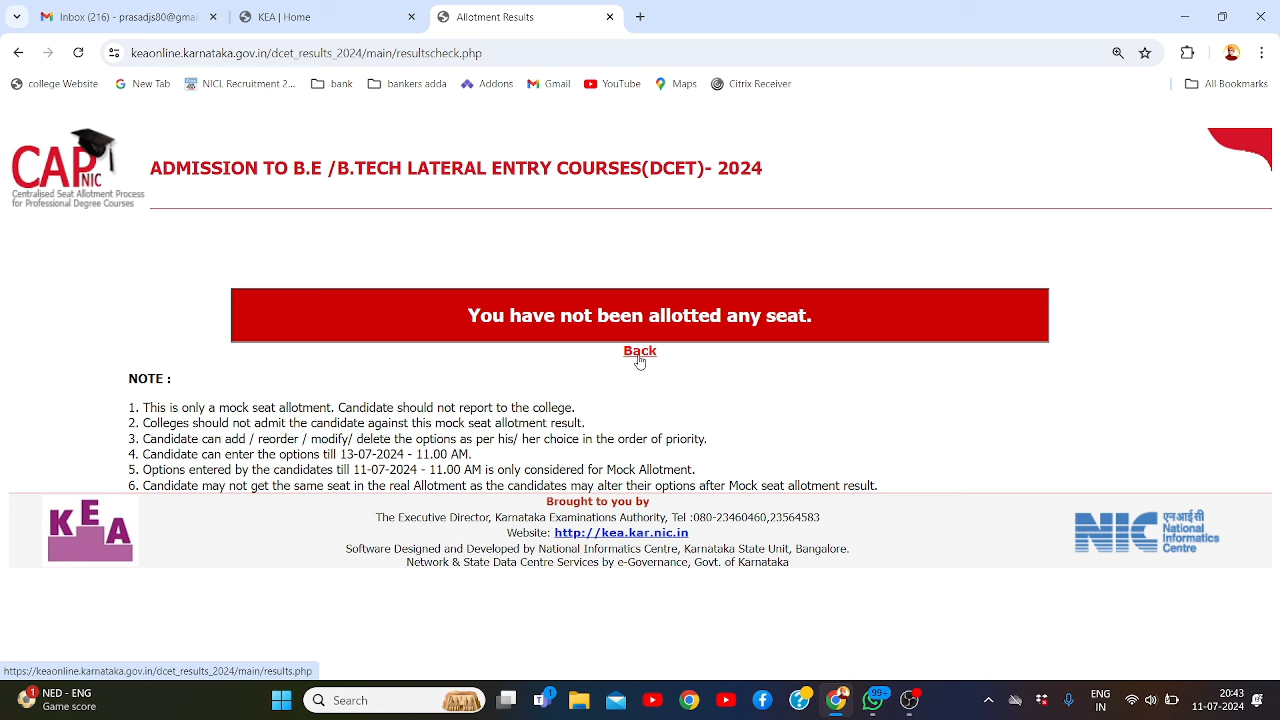 Inbox (216) - prasadjs80@gmai
KEA | Home
Allotment Results
keaonline.karnataka.gov.in/dcet_results_2024/main/resultscheck.php
college Website
New Tab
NICL Recruitment 2...
bank
bankers adda
Addons
Gmail
YouTube
Maps
Citrix Receiver
All Bookmarks
CAP NIC
Centralised Seat Allotment Process
for Professional Degree Courses
ADMISSION TO B.E /B.TECH LATERAL ENTRY COURSES(DCET)- 2024
You have not been allotted any seat.
Back
NOTE :
1. This is only a mock seat allotment. Candidate should not report to the college.
2. Colleges should not admit the candidate against this mock seat allotment result.
3. Candidate can add / reorder / modify/ delete the options as per his/ her choice in the order of priority.
4. Candidate can enter the options till 13-07-2024 - 11.00 AM.
5. Options entered by the candidates till 11-07-2024 - 11.00 AM is only considered for Mock Allotment.
6. Candidate may not get the same seat in the real Allotment as the candidates may alter their options after Mock seat allotment result.
KEA
Brought to you by
The Executive Director, Karnataka Examinations Authority, Tel :080-23460460,23564583
Website: http://kea.kar.nic.in
Software Designed and Developed by National Informatics Centre, Karnataka State Unit, Bangalore.
Network & State Data Centre Services by e-Governance, Govt. of Karnataka
NIC
एनआईसी
National
Informatics
Centre
https://keaonline.karnataka.gov.in/dcet_results_2024/main/results.php
1
NED - ENG
Game score
Search
1
99+
ENG
IN
20:43
11-07-2024